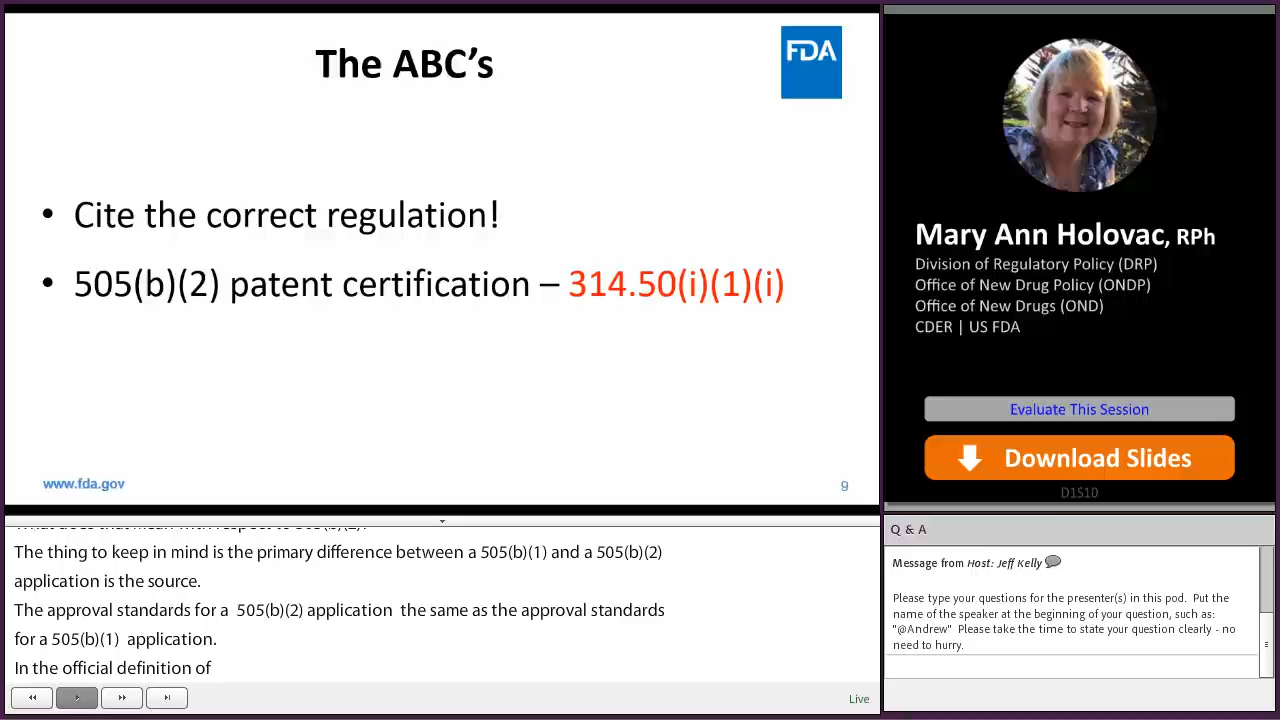 The ABC's
FDA
• Cite the correct regulation!
• 505(b)(2) patent certification – 314.50(i)(1)(i)
www.fda.gov
9
The thing to keep in mind is the primary difference between a 505(b)(1) and a 505(b)(2)
application is the source.
The approval standards for a 505(b)(2) application the same as the approval standards
for a 505(b)(1) application.
In the official definition of
Live
Mary Ann Holovac, RPh
Division of Regulatory Policy (DRP)
Office of New Drug Policy (ONDP)
Office of New Drugs (OND)
CDER | US FDA
Evaluate This Session
Download Slides
D1S10
Q & A
Message from Host: Jeff Kelly
Please type your questions for the presenter(s) in this pod. Put the
name of the speaker at the beginning of your question, such as:
"@Andrew" Please take the time to state your question clearly - no
need to hurry.